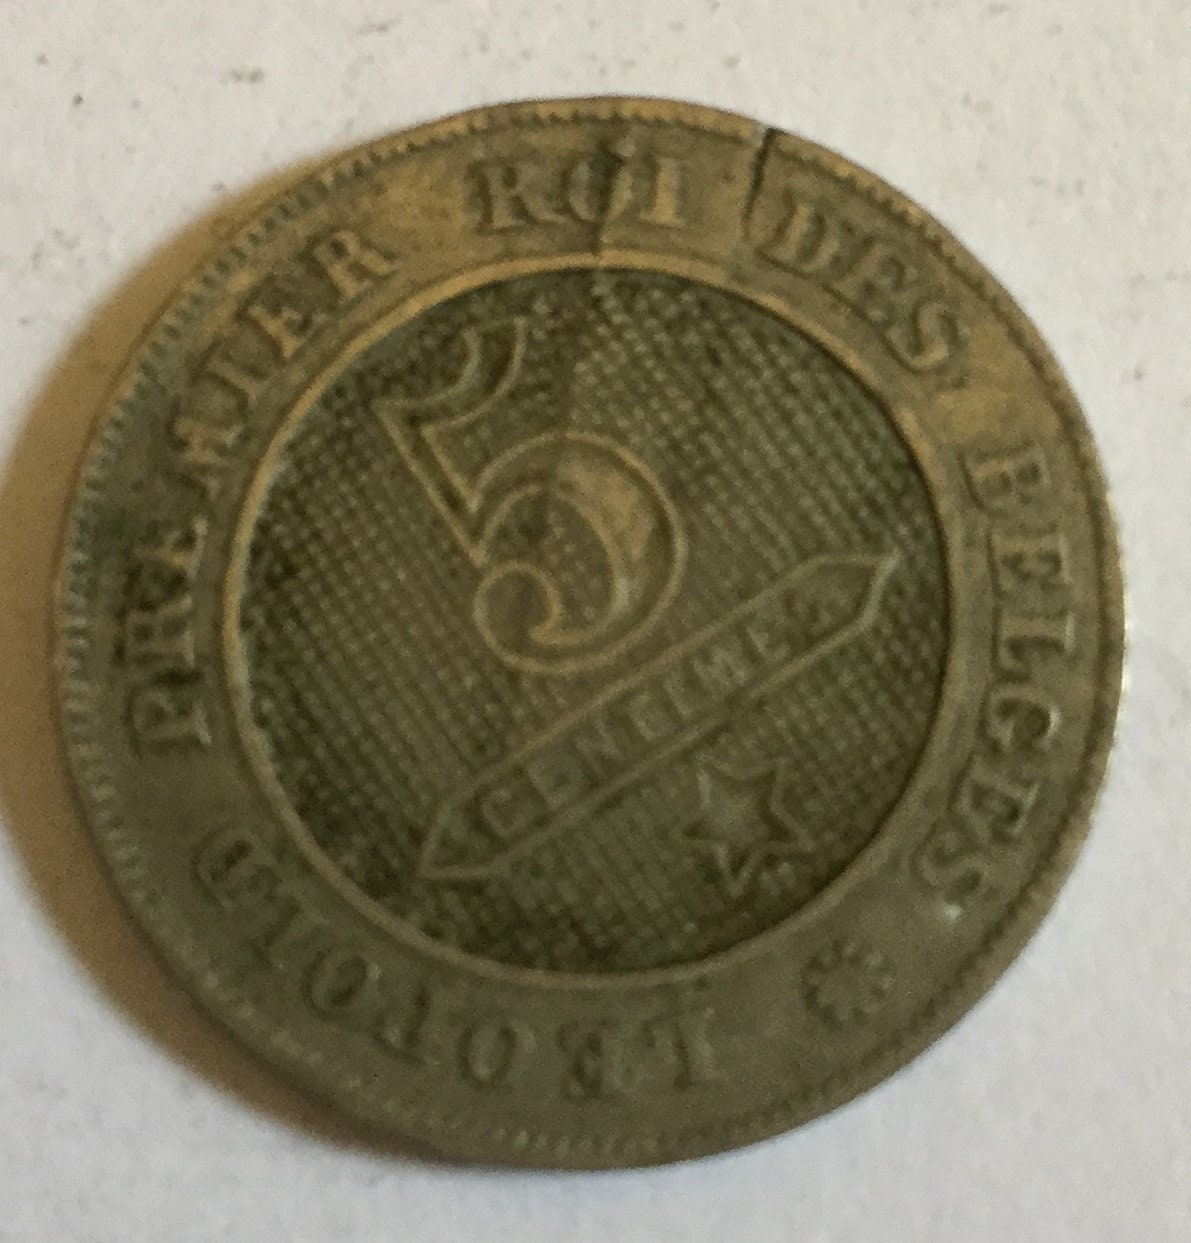 LEOPOLD PREMIER ROI DES BELGES
5
CENTIMES